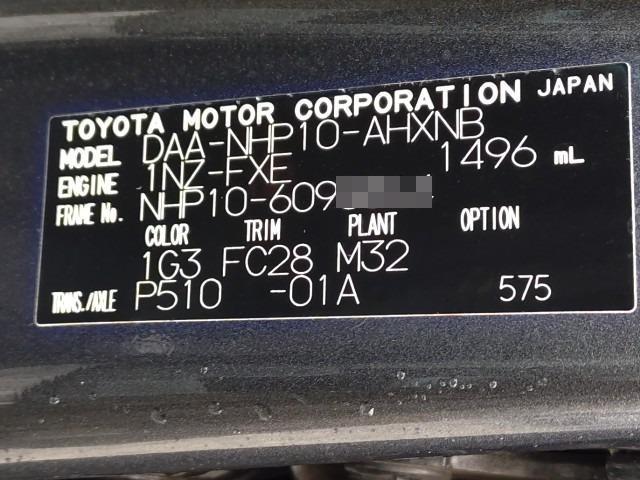 TOYOTA MOTOR CORPORATION JAPAN
MODEL DAA-NHP10-AHXNB
ENGINE 1NZ-FXE 1496 mL
FRAME No. NHP10-609
COLOR TRIM PLANT OPTION
1G3 FC28 M32
TRANS./AXLE P510 -01A 575